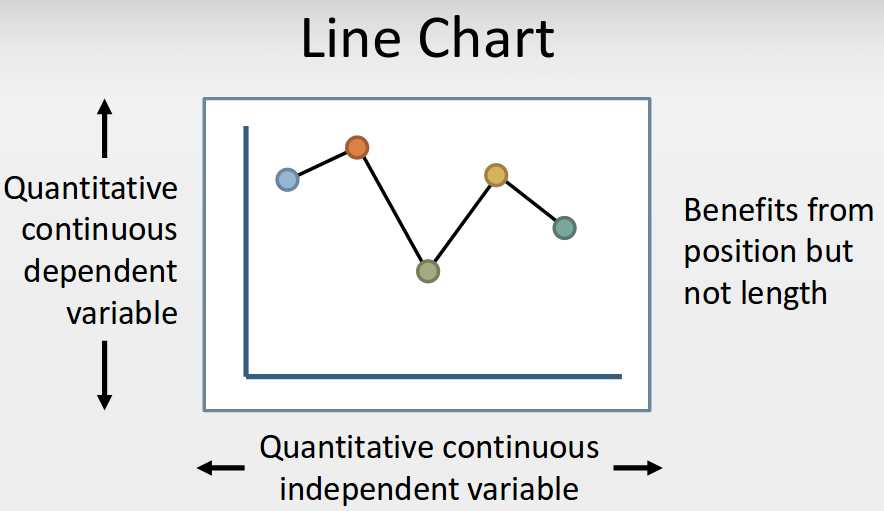 Line Chart
Quantitative
continuous
dependent
variable
Benefits from
position but
not length
Quantitative continuous
independent variable